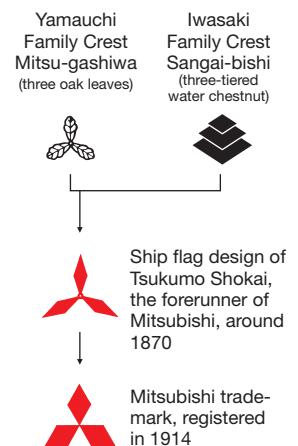 Yamauchi
Family Crest
Mitsu-gashiwa
(three oak leaves)
Iwasaki
Family Crest
Sangai-bishi
(three-tiered
water chestnut)
Ship flag design of
Tsukumo Shokai,
the forerunner of
Mitsubishi, around
1870
Mitsubishi trade-
mark, registered
in 1914